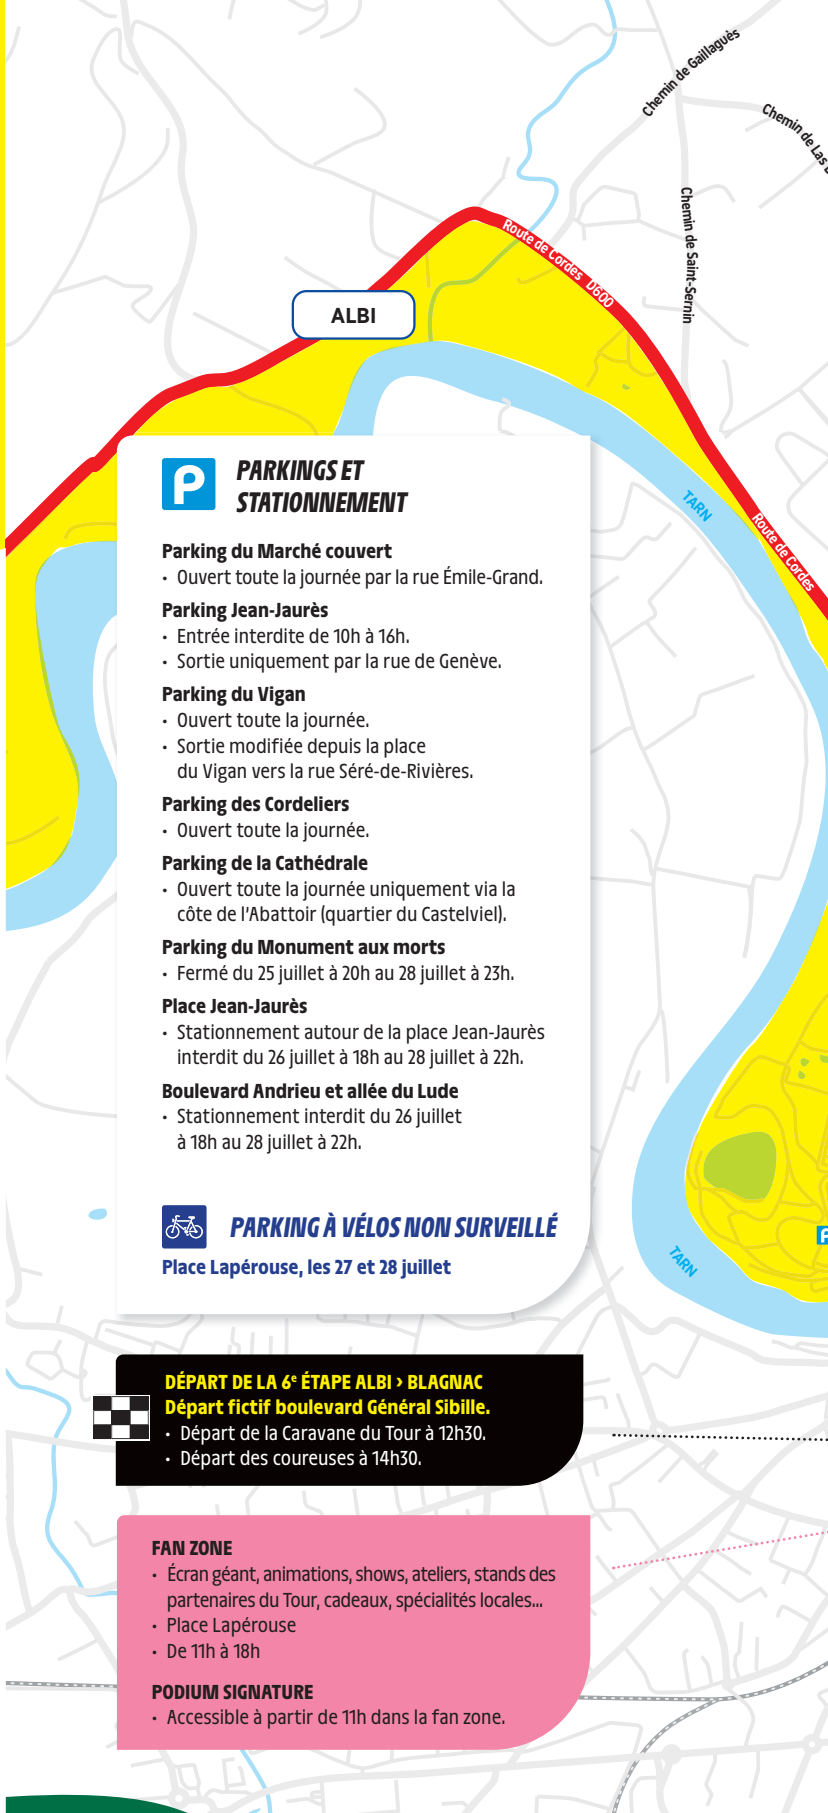 Chemin de Gaillaguès
Chemin de Las
Chemin de Saint-Sernin
Route de Cordes D600
ALBI
TARN
Route de Cordes
P
PARKINGS ET
STATIONNEMENT
Parking du Marché couvert
• Ouvert toute la journée par la rue Émile-Grand.
Parking Jean-Jaurès
• Entrée interdite de 10h à 16h.
• Sortie uniquement par la rue de Genève.
Parking du Vigan
• Ouvert toute la journée.
• Sortie modifiée depuis la place
du Vigan vers la rue Séré-de-Rivières.
Parking des Cordeliers
• Ouvert toute la journée.
Parking de la Cathédrale
• Ouvert toute la journée uniquement via la
côte de l'Abattoir (quartier du Castelviel).
Parking du Monument aux morts
• Fermé du 25 juillet à 20h au 28 juillet à 23h.
Place Jean-Jaurès
• Stationnement autour de la place Jean-Jaurès
interdit du 26 juillet à 18h au 28 juillet à 22h.
Boulevard Andrieu et allée du Lude
• Stationnement interdit du 26 juillet
à 18h au 28 juillet à 22h.
PARKING À VÉLOS NON SURVEILLÉ
Place Lapérouse, les 27 et 28 juillet
P
TARN
DÉPART DE LA 6e ÉTAPE ALBI > BLAGNAC
Départ fictif boulevard Général Sibille.
• Départ de la Caravane du Tour à 12h30.
• Départ des coureuses à 14h30.
FAN ZONE
• Écran géant, animations, shows, ateliers, stands des
partenaires du Tour, cadeaux, spécialités locales...
• Place Lapérouse
• De 11h à 18h
PODIUM SIGNATURE
• Accessible à partir de 11h dans la fan zone.